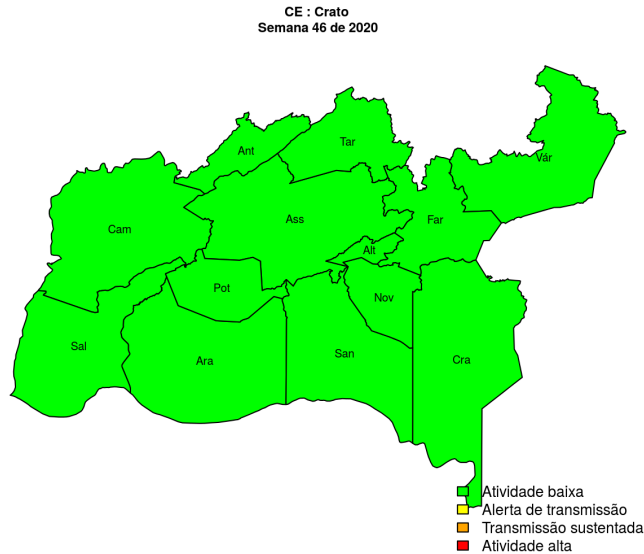 CE : Crato
Semana 46 de 2020
Vár
Tar
Ant
Ass
Far
Cam
Alt
Pot
Nov
Sal
San
Ara
Cra
Atividade baixa
Alerta de transmissão
Transmissão sustentada
Atividade alta